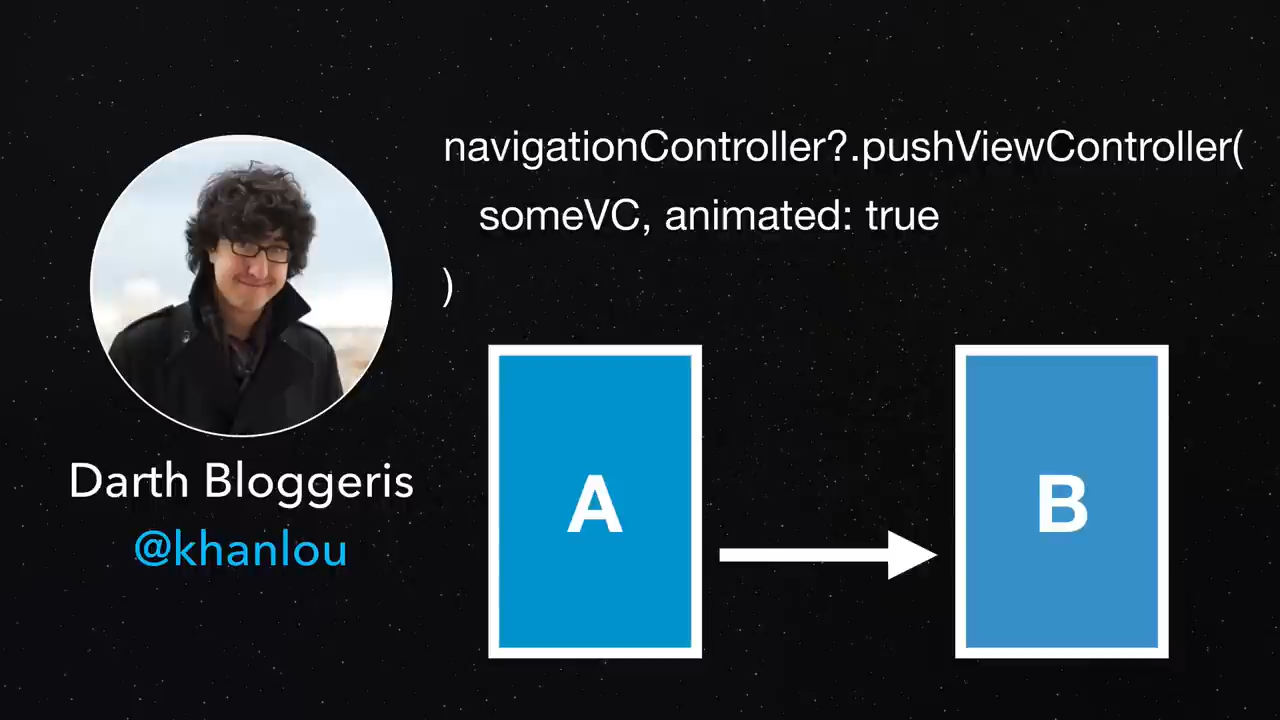 navigationController?.pushViewController(
someVC, animated: true
)
Darth Bloggeris
@khanlou
A
B